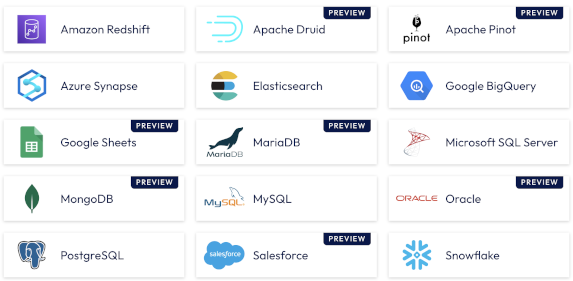 Amazon Redshift
PREVIEW
Apache Druid
PREVIEW
pinot
Apache Pinot
Azure Synapse
Elasticsearch
Google BigQuery
PREVIEW
Google Sheets
PREVIEW
MariaDB
MariaDB
Microsoft SQL Server
PREVIEW
MongoDB
MySQL
MySQL
PREVIEW
ORACLE
Oracle
PostgreSQL
PREVIEW
salesforce
Salesforce
Snowflake